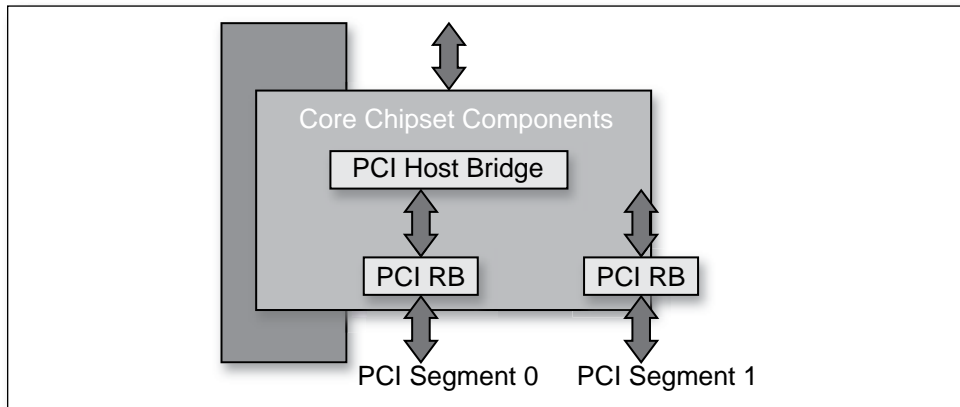 Core Chipset Components
PCI Host Bridge
PCI RB
PCI RB
PCI Segment 0
PCI Segment 1